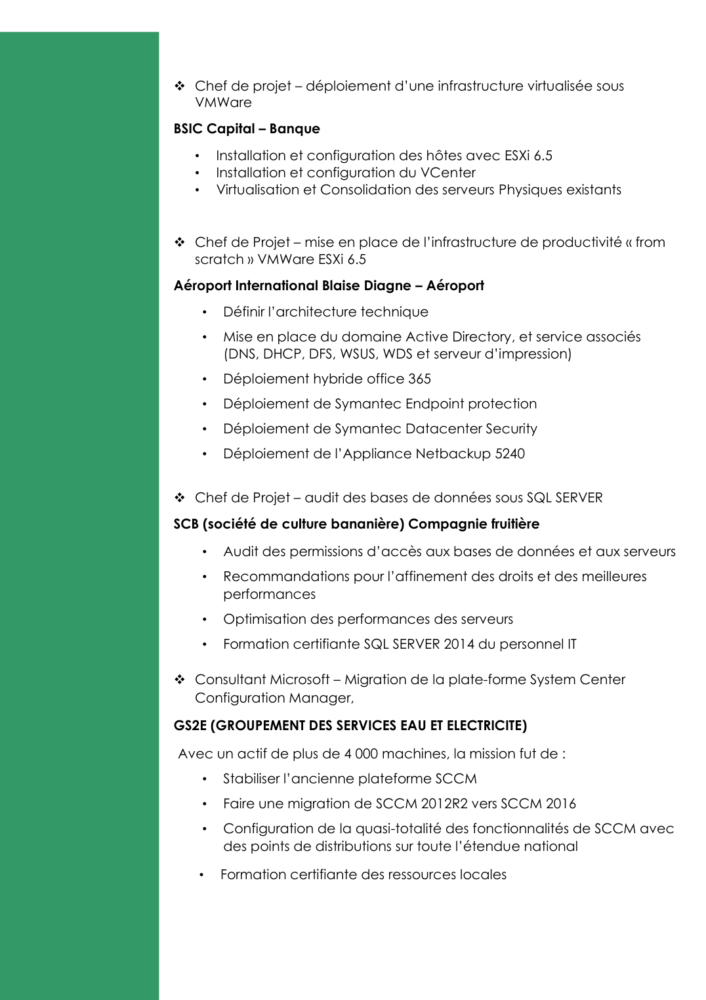 ❖ Chef de projet – déploiement d’une infrastructure virtualisée sous
VMWare
BSIC Capital – Banque
• Installation et configuration des hôtes avec ESXi 6.5
• Installation et configuration du VCenter
• Virtualisation et Consolidation des serveurs Physiques existants
❖ Chef de Projet – mise en place de l’infrastructure de productivité « from
scratch » VMWare ESXi 6.5
Aéroport International Blaise Diagne – Aéroport
• Définir l’architecture technique
• Mise en place du domaine Active Directory, et service associés
(DNS, DHCP, DFS, WSUS, WDS et serveur d’impression)
• Déploiement hybride office 365
• Déploiement de Symantec Endpoint protection
• Déploiement de Symantec Datacenter Security
• Déploiement de l’Appliance Netbackup 5240
❖ Chef de Projet – audit des bases de données sous SQL SERVER
SCB (société de culture bananière) Compagnie fruitière
• Audit des permissions d’accès aux bases de données et aux serveurs
• Recommandations pour l’affinement des droits et des meilleures
performances
• Optimisation des performances des serveurs
• Formation certifiante SQL SERVER 2014 du personnel IT
❖ Consultant Microsoft – Migration de la plate-forme System Center
Configuration Manager,
GS2E (GROUPEMENT DES SERVICES EAU ET ELECTRICITE)
Avec un actif de plus de 4 000 machines, la mission fut de :
• Stabiliser l’ancienne plateforme SCCM
• Faire une migration de SCCM 2012R2 vers SCCM 2016
• Configuration de la quasi-totalité des fonctionnalités de SCCM avec
des points de distributions sur toute l’étendue national
• Formation certifiante des ressources locales